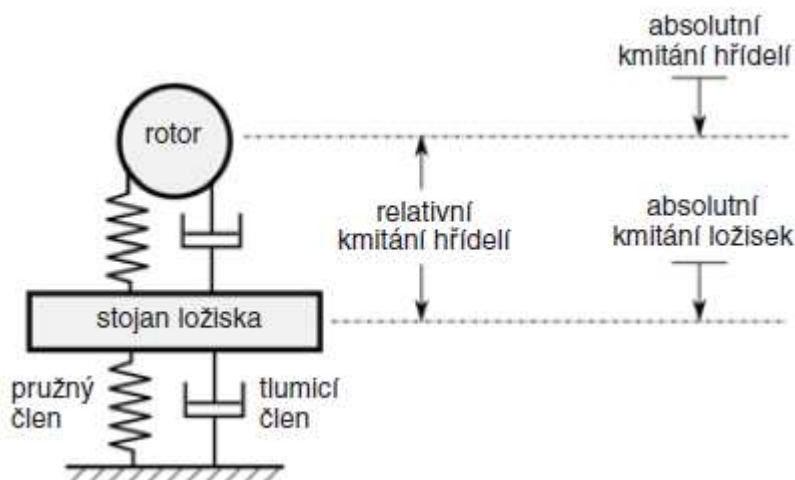 absolutní
kmitání hřídelí
rotor
relativní
kmitání hřídelí
absolutní
kmitání ložisek
stojan ložiska
pružný
člen
tlumicí
člen